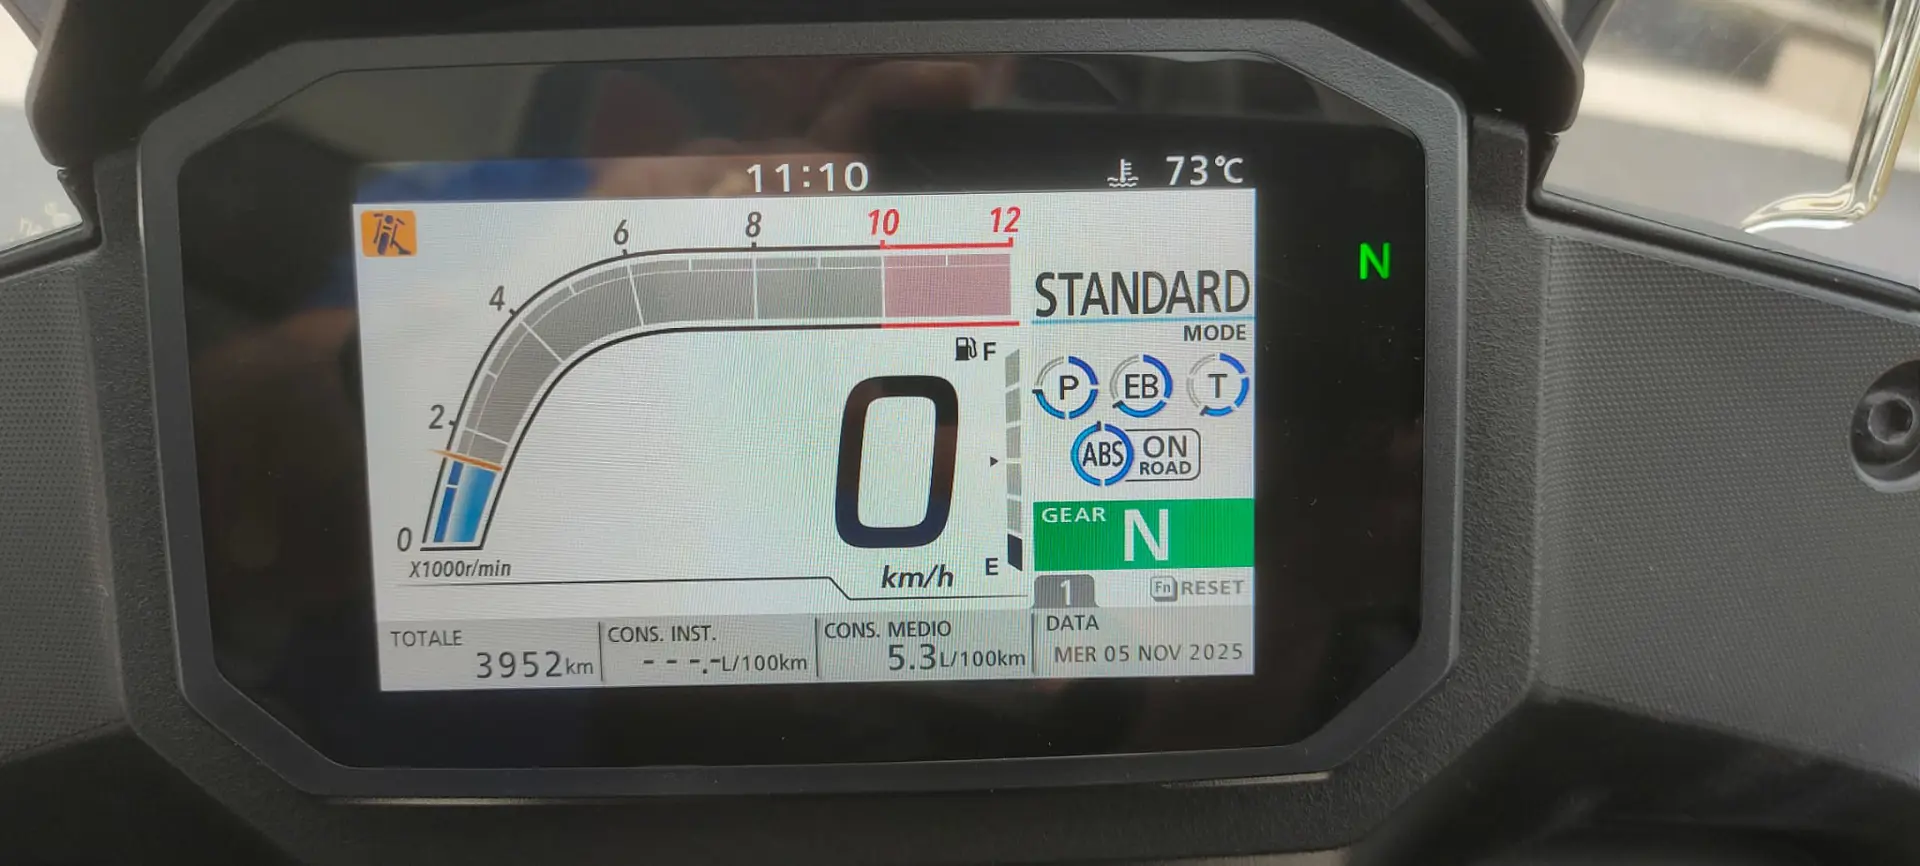 11:10
73℃
6 8 10 12
4
2
0
X1000r/min
F
E
0
km/h
STANDARD
MODE
P EB T
ABS ON ROAD
N
GEAR N
1
Fn RESET
TOTALE
3952km
CONS. INST.
---.-L/100km
CONS. MEDIO
5.3L/100km
DATA
MER 05 NOV 2025